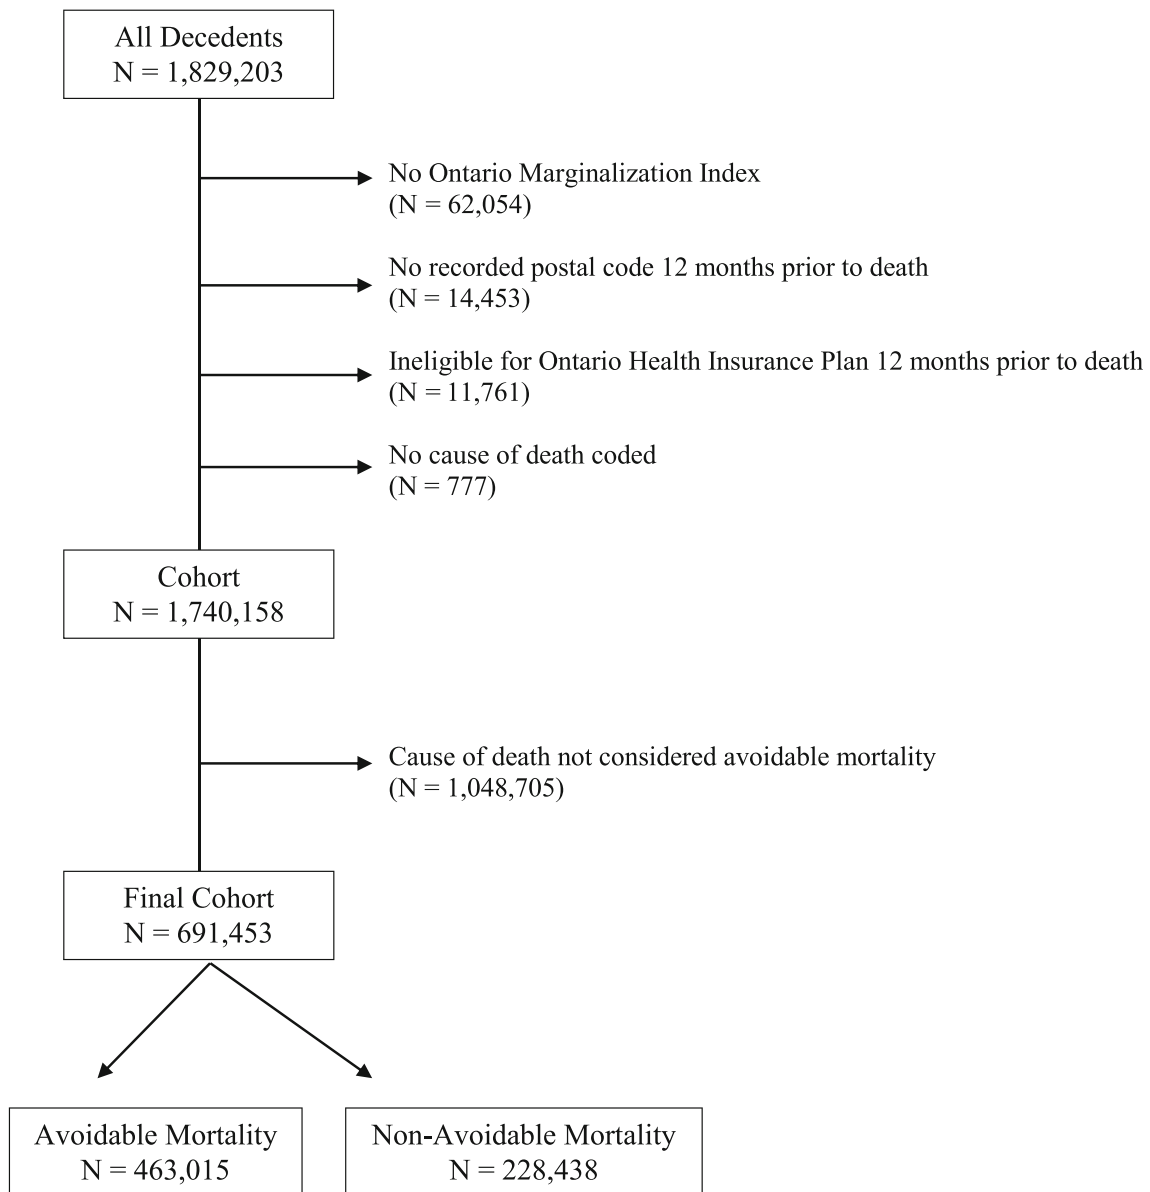 All Decedents
N = 1,829,203
No Ontario Marginalization Index
(N = 62,054)
No recorded postal code 12 months prior to death
(N = 14,453)
Ineligible for Ontario Health Insurance Plan 12 months prior to death
(N = 11,761)
No cause of death coded
(N = 777)
Cohort
N = 1,740,158
Cause of death not considered avoidable mortality
(N = 1,048,705)
Final Cohort
N = 691,453
Avoidable Mortality
N = 463,015
Non-Avoidable Mortality
N = 228,438